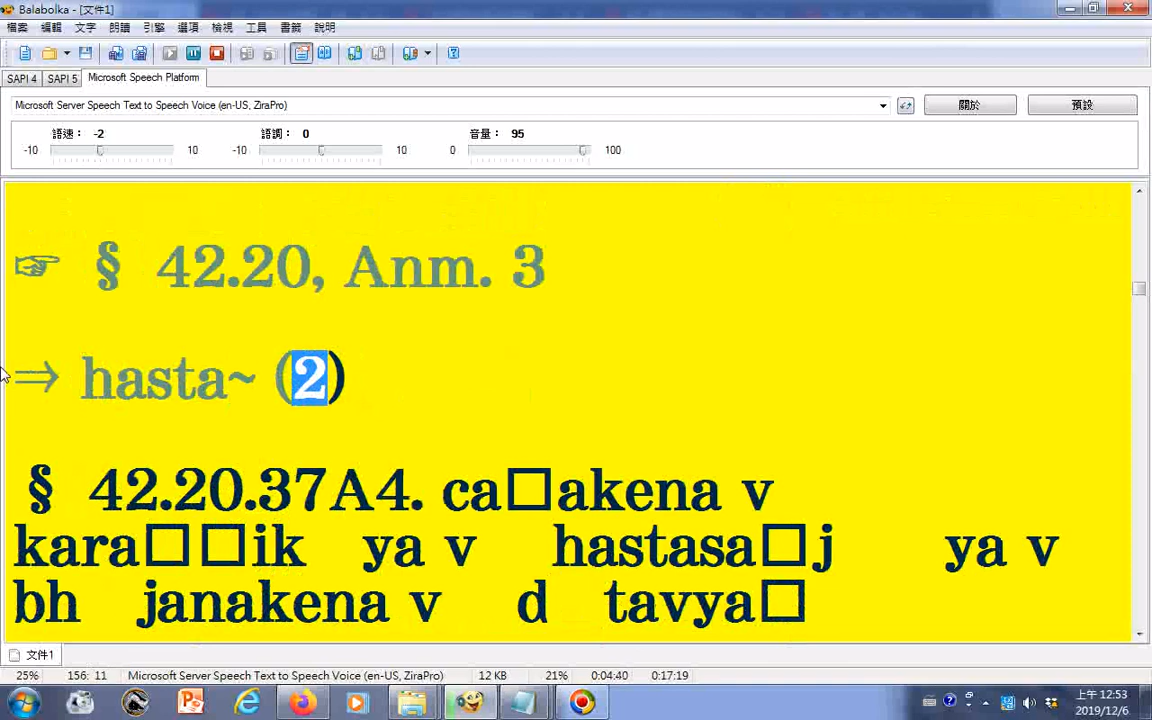 Balabolka - [文件1]
檔案 編輯 文字 朗讀 引擎 選項 檢視 工具 書籤 說明
SAPI 4 SAPI 5 Microsoft Speech Platform
Microsoft Server Speech Text to Speech Voice (en-US, ZiraPro) 關於 預設
語速： -2 語調： 0 音量： 95
-10 10 -10 10 0 100
☞ § 42.20, Anm. 3
⇒ hasta~ (2)
§ 42.20.37A4. ca□akena v
kara□□ik ya v hastasa□j ya v
bh janakena v d tavya□
文件1
25% 156: 11 Microsoft Server Speech Text to Speech Voice (en-US, ZiraPro) 12 KB 21% 0:04:40 0:17:19
上午 12:53
2019/12/6